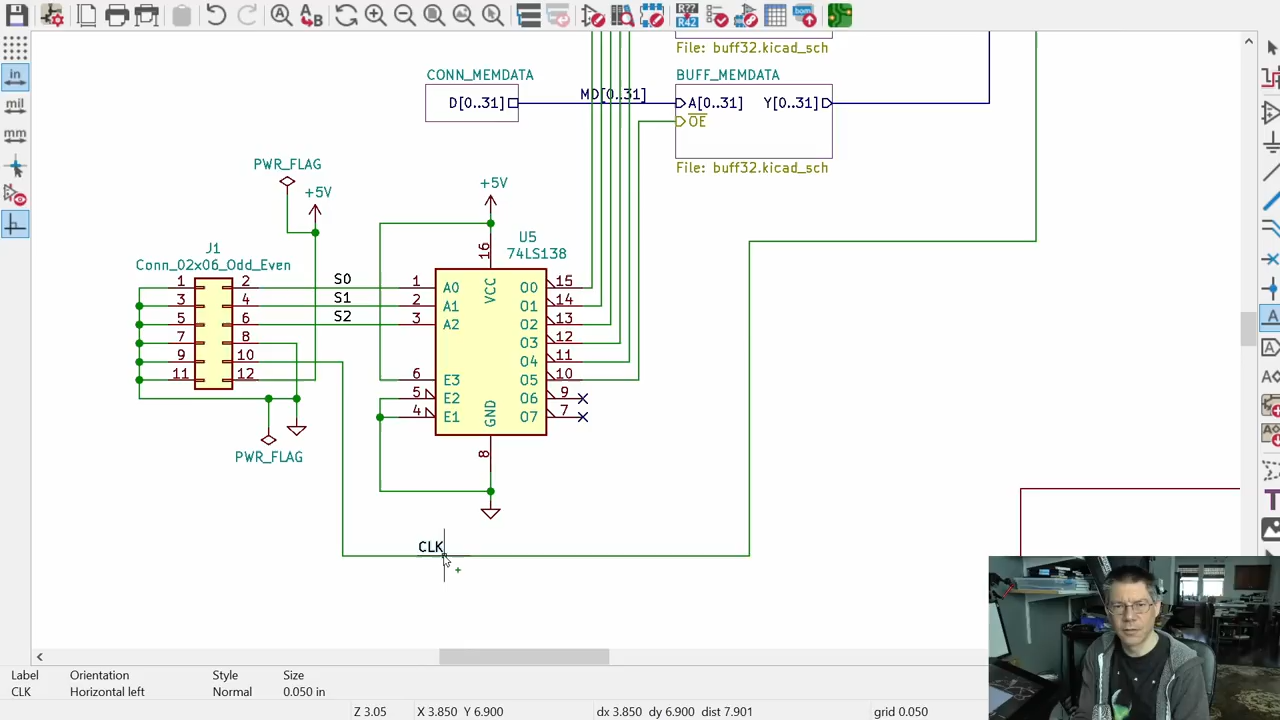 R??
R42
bom
A
B
in
mil
mm
File: buff32.kicad_sch
CONN_MEMDATA
BUFF_MEMDATA
D[0..31]
MD[0..31]
A[0..31]
Y[0..31]
OE
File: buff32.kicad_sch
PWR_FLAG
+5V
+5V
J1
Conn_02x06_Odd_Even
U5
74LS138
16
VCC
1 2
3 4
5 6
7 8
9 10
11 12
S0
S1
S2
1 A0
2 A1
3 A2
6 E3
5 E2
4 E1
O0 15
O1 14
O2 13
O3 12
O4 11
O5 10
O6 9
O7 7
GND
8
PWR_FLAG
CLK
Label Orientation Style Size
CLK Horizontal left Normal 0.050 in
Z 3.05 X 3.850 Y 6.900 dx 3.850 dy 6.900 dist 7.901 grid 0.050